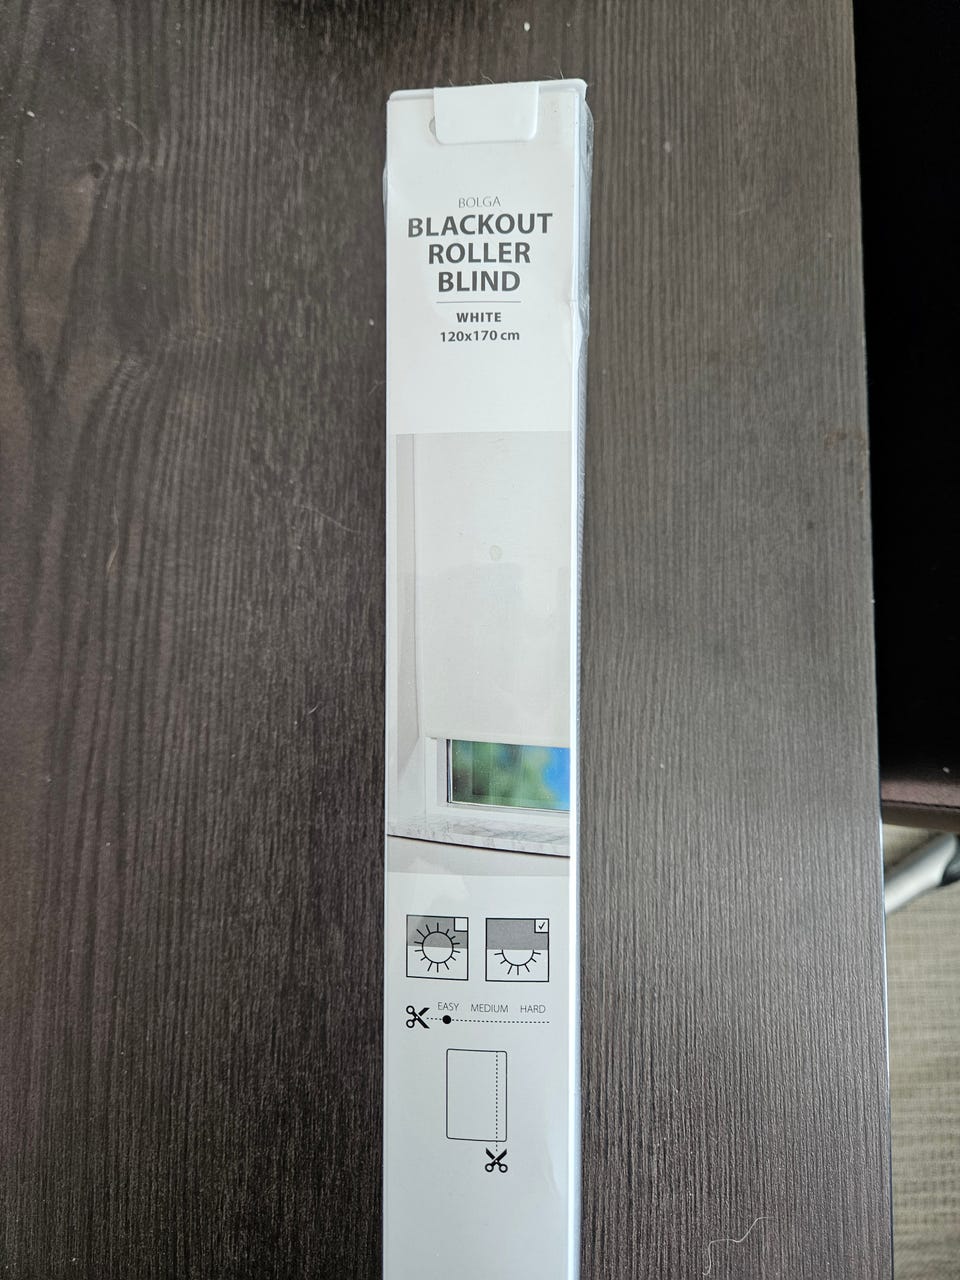 BOLGA
BLACKOUT
ROLLER
BLIND
WHITE
120x170 cm
EASY MEDIUM HARD